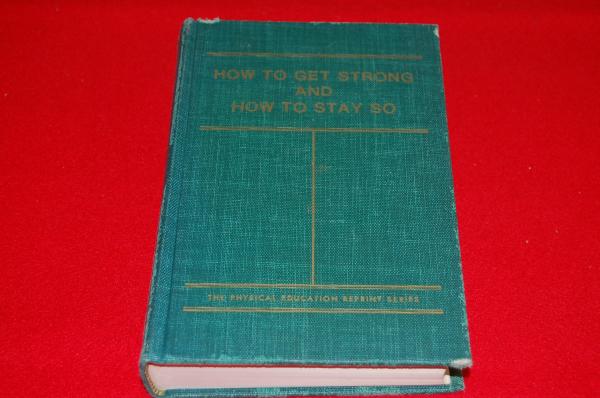 HOW TO GET STRONG
AND
HOW TO STAY SO
THE PHYSICAL EDUCATION REPRINT SERIES